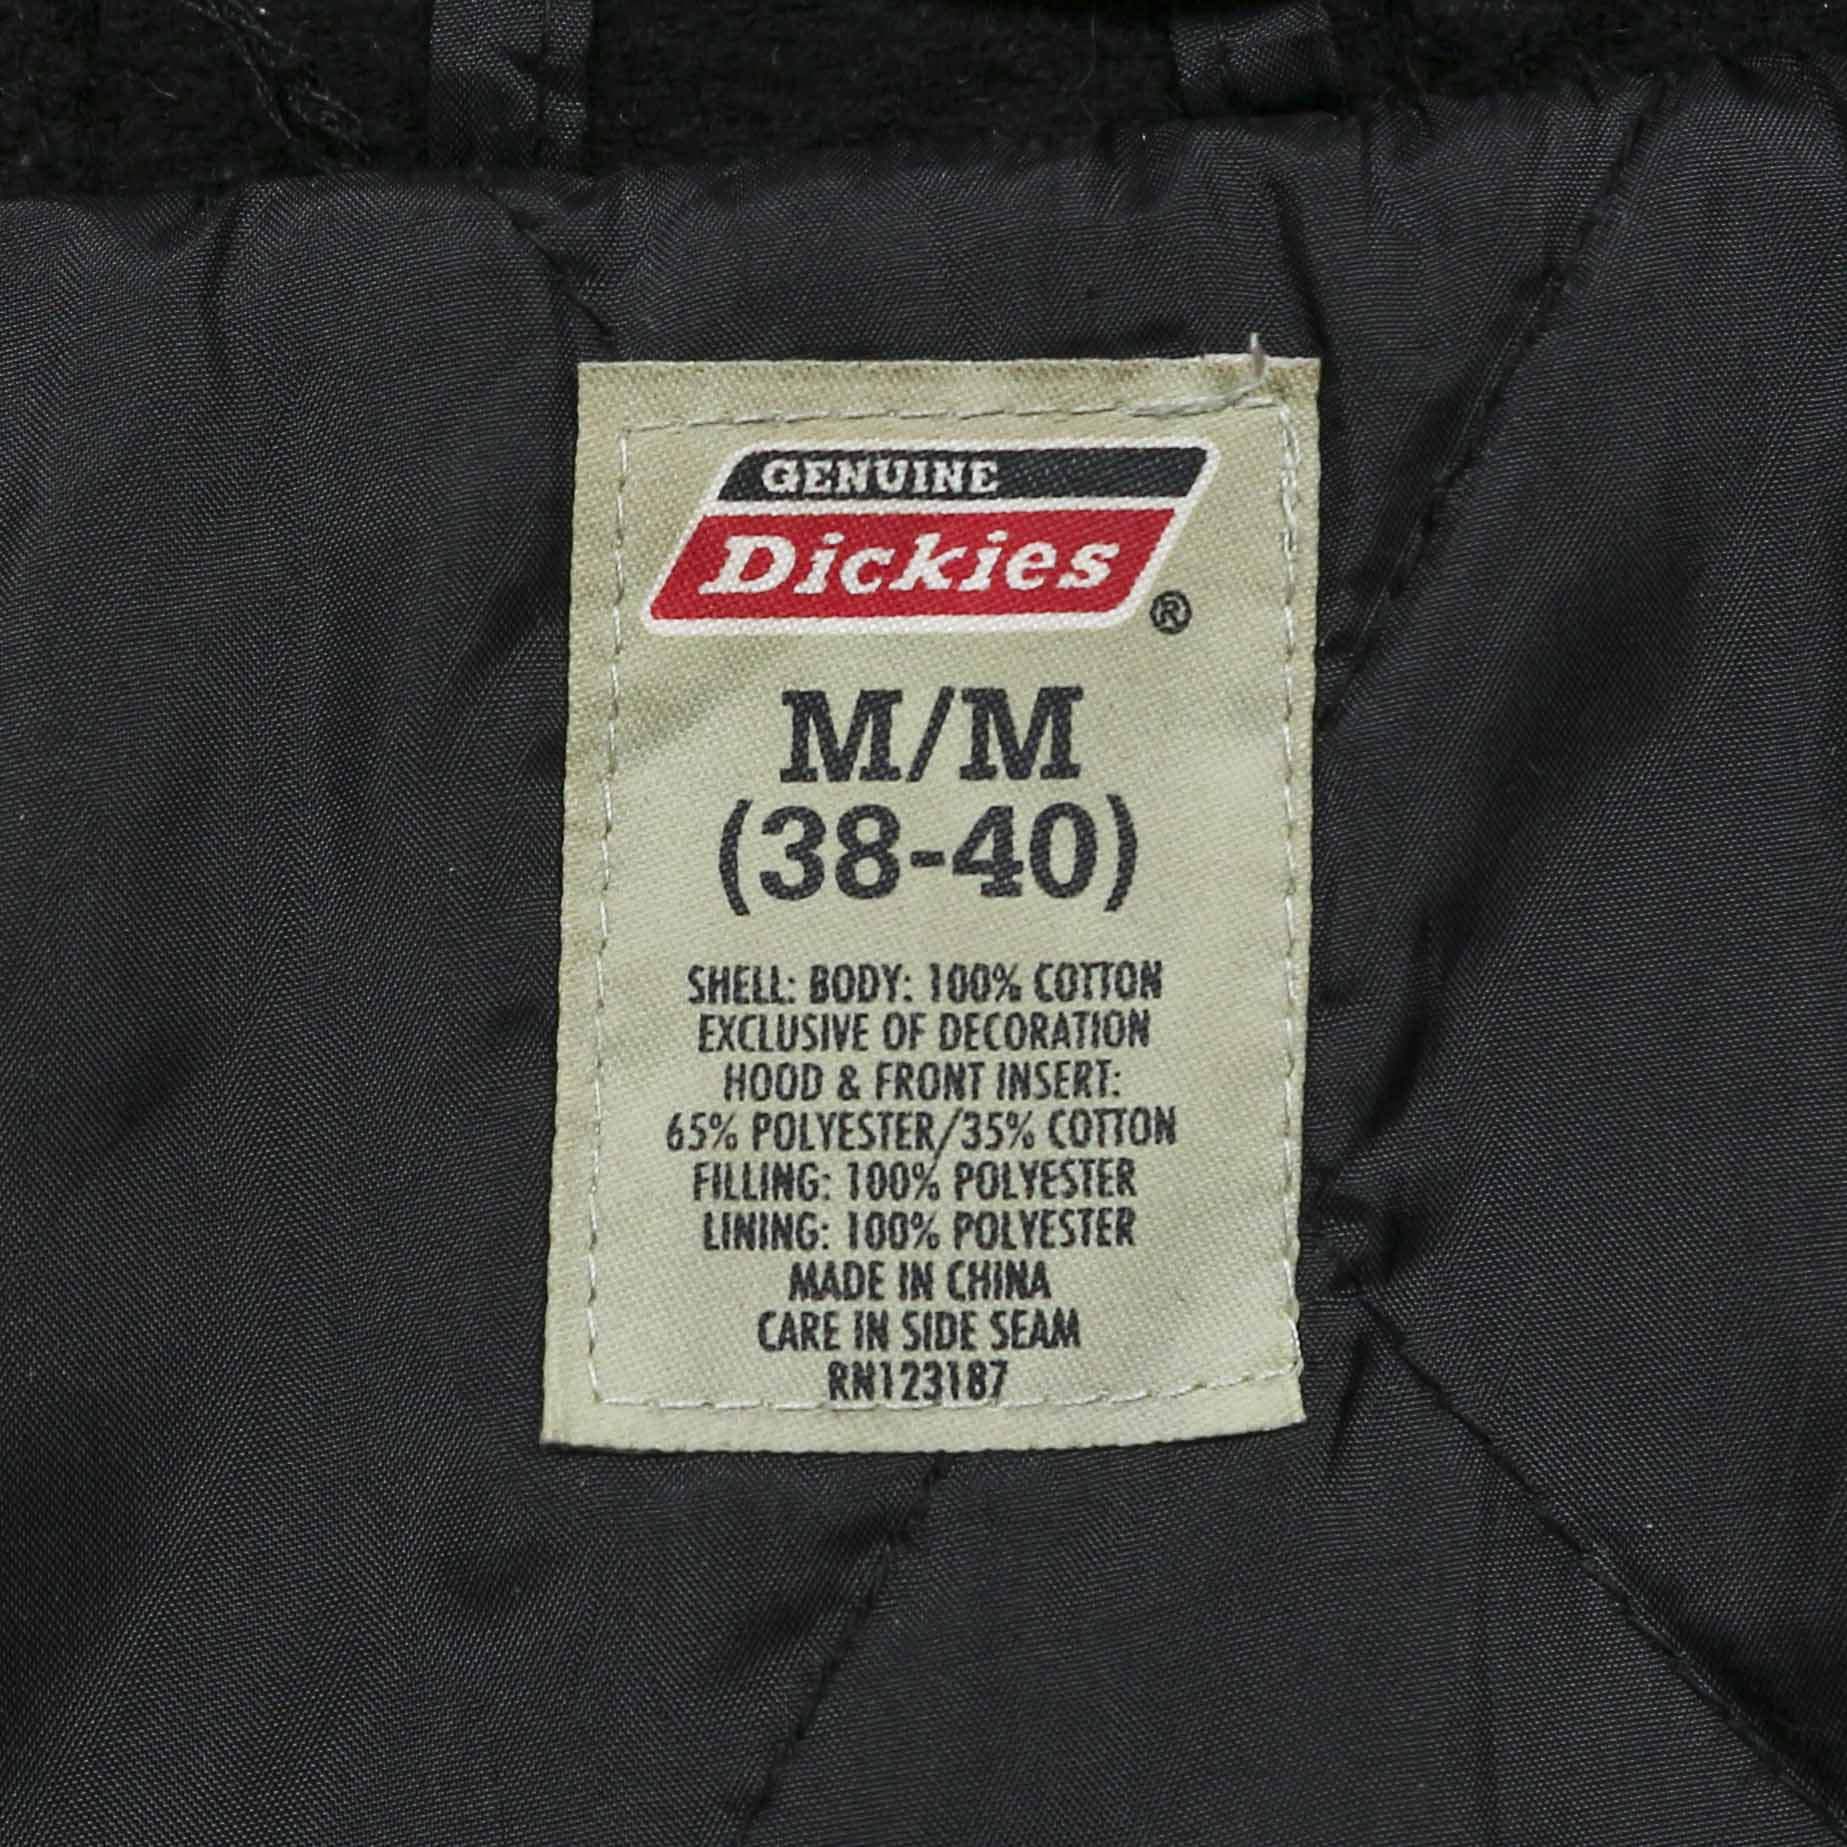 GENUINE
Dickies
®
M/M
(38-40)
SHELL: BODY: 100% COTTON
EXCLUSIVE OF DECORATION
HOOD & FRONT INSERT:
65% POLYESTER/35% COTTON
FILLING: 100% POLYESTER
LINING: 100% POLYESTER
MADE IN CHINA
CARE IN SIDE SEAM
RN123187